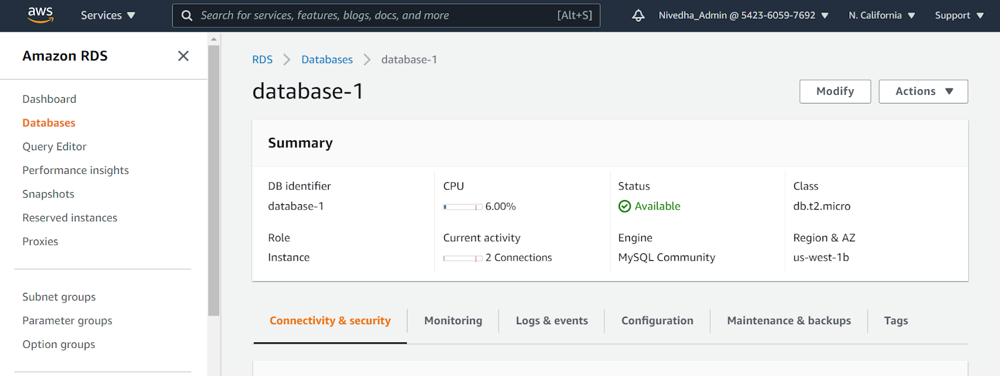 aws Services Search for services, features, blogs, docs, and more [Alt+S] Nivedha_Admin @ 5423-6059-7692 N. California Support
Amazon RDS
Dashboard
Databases
Query Editor
Performance insights
Snapshots
Reserved instances
Proxies
Subnet groups
Parameter groups
Option groups
RDS Databases database-1
database-1
Modify Actions
Summary
DB identifier CPU Status Class
database-1 6.00% Available db.t2.micro
Role Current activity Engine Region & AZ
Instance 2 Connections MySQL Community us-west-1b
Connectivity & security Monitoring Logs & events Configuration Maintenance & backups Tags